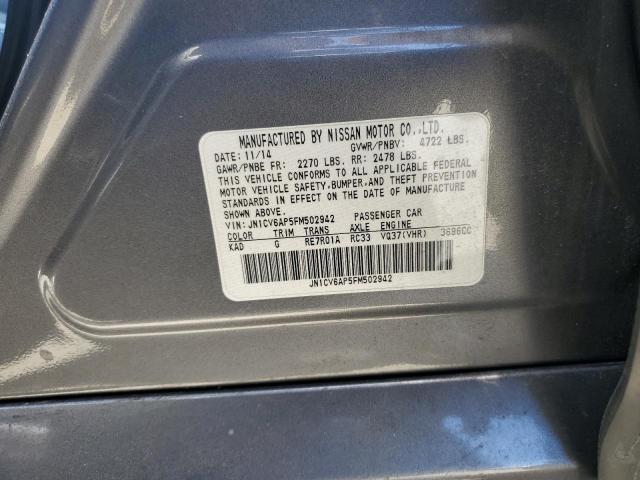 MANUFACTURED BY NISSAN MOTOR CO.,LTD.
DATE: 11/14 GVWR/PNBV: 4722 LBS.
GAWR/PNBE FR: 2270 LBS. RR: 2478 LBS.
THIS VEHICLE CONFORMS TO ALL APPLICABLE FEDERAL
MOTOR VEHICLE SAFETY,BUMPER,AND THEFT PREVENTION
STANDARDS IN EFFECT ON THE DATE OF MANUFACTURE
SHOWN ABOVE.
VIN: JN1CV6AP5FM502942 PASSENGER CAR
COLOR TRIM TRANS AXLE ENGINE
KAD G RE7R01A RC33 VQ37(VHR) 3696CC
JN1CV6AP5FM502942